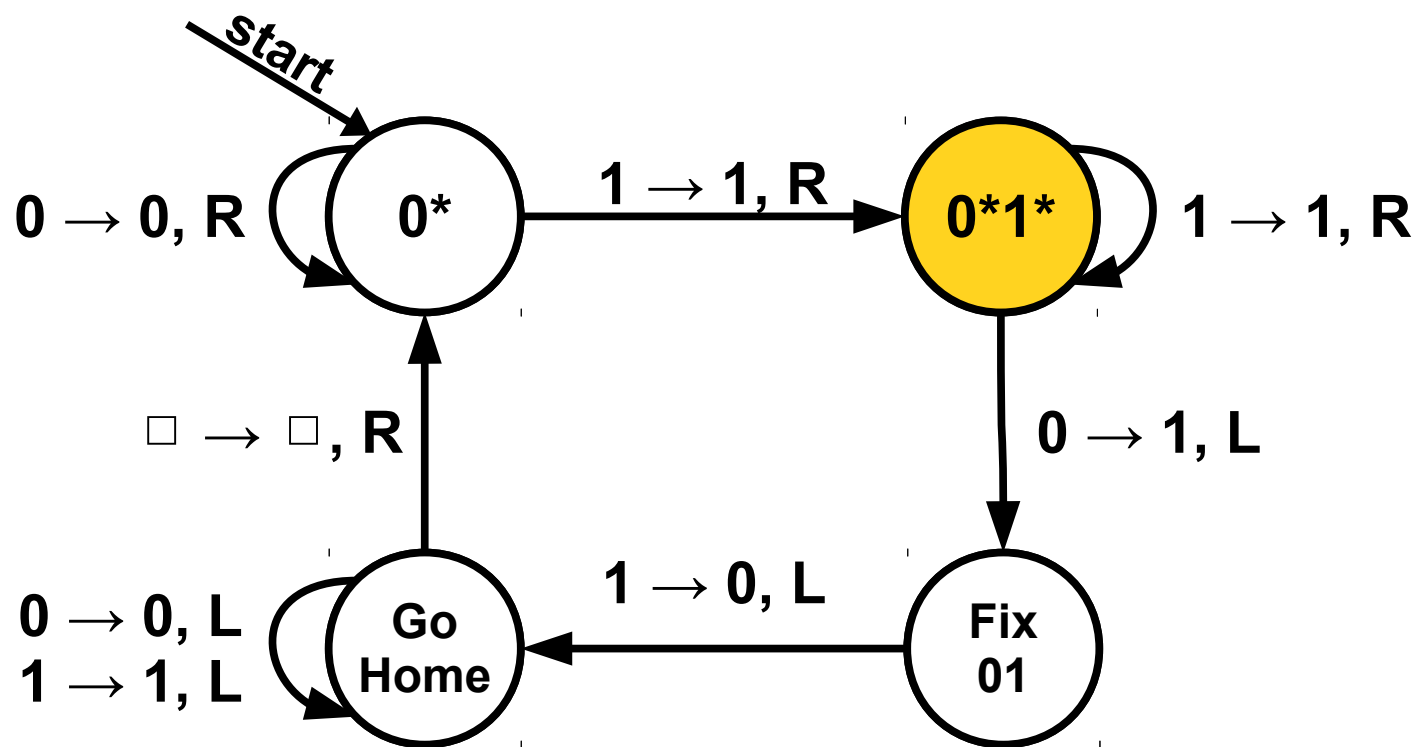 start
0 → 0, R
0*
1 → 1, R
0*1*
1 → 1, R
□ → □, R
0 → 1, L
0 → 0, L
1 → 1, L
Go
Home
1 → 0, L
Fix
01